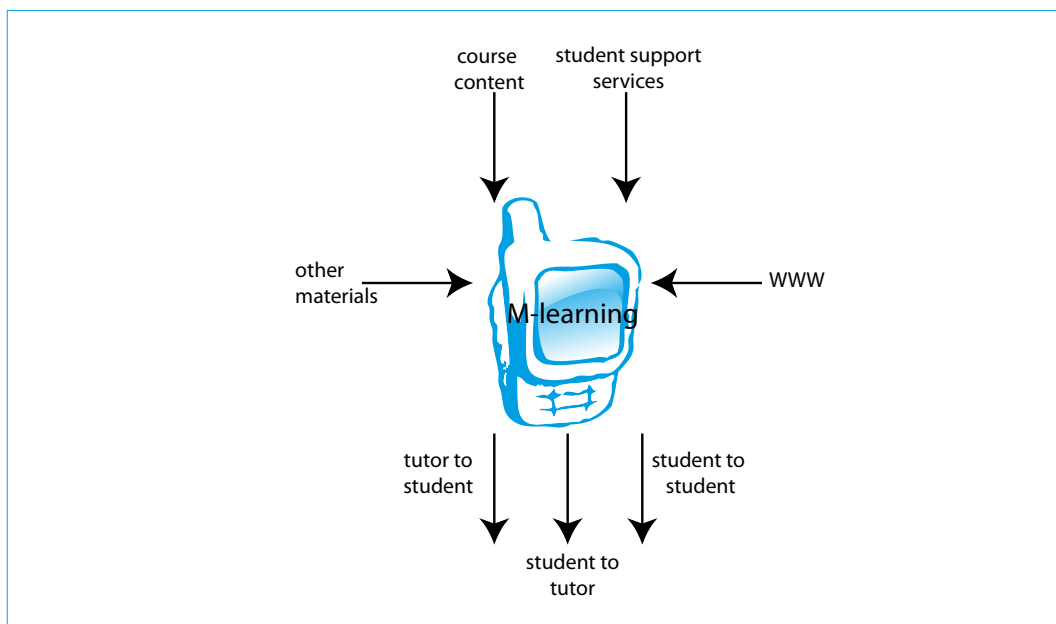 course
content
student support
services
other
materials
WWW
M-learning
tutor to
student
student to
student
student to
tutor